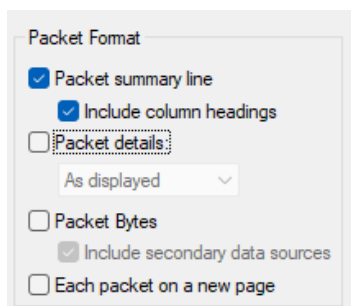 Packet Format
Packet summary line
Include column headings
Packet details:
As displayed
Packet Bytes
Include secondary data sources
Each packet on a new page